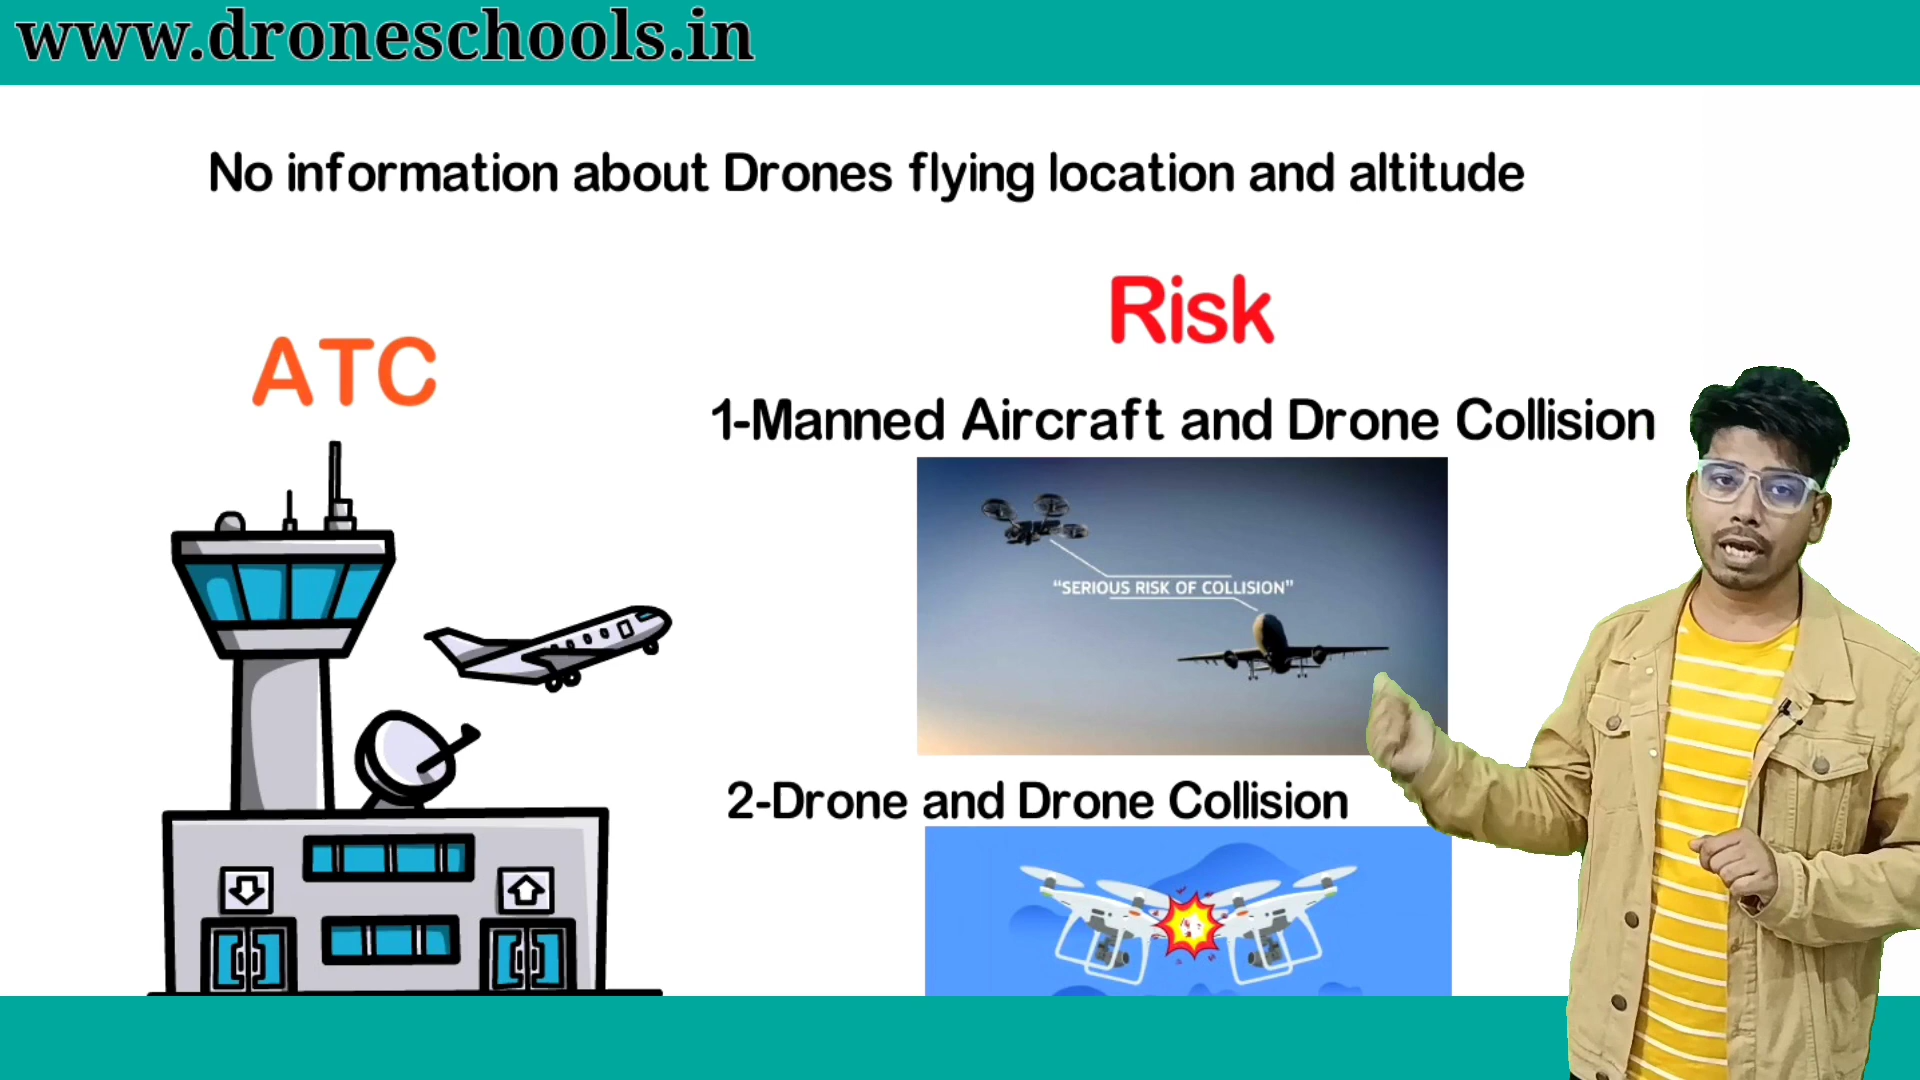 www.droneschools.in
No information about Drones flying location and altitude
Risk
ATC
1-Manned Aircraft and Drone Collision
“SERIOUS RISK OF COLLISION”
2-Drone and Drone Collision